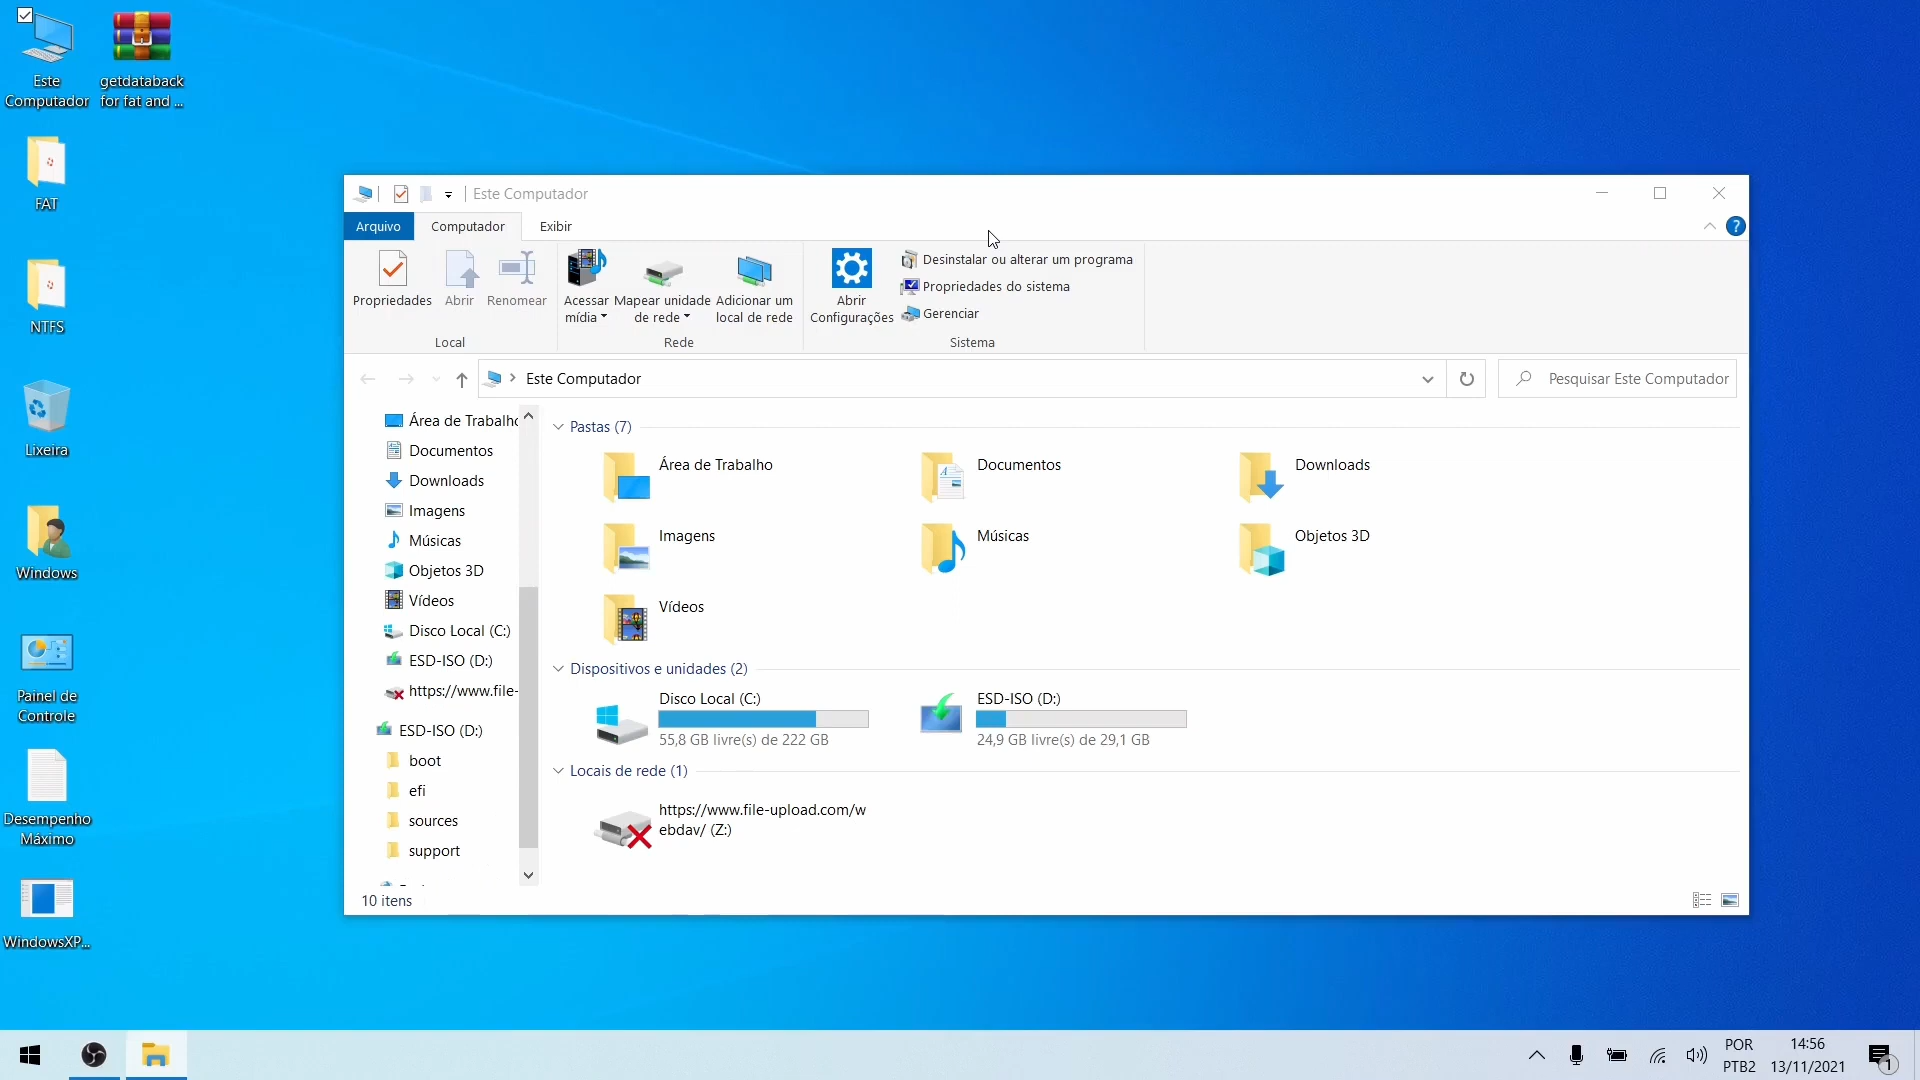 Este
Computador
getdataback
for fat and ...
FAT
NTFS
Lixeira
Windows
Painel de
Controle
Desempenho
Máximo
WindowsXP...
Este Computador
Arquivo
Computador
Exibir
?
Propriedades
Abrir
Renomear
Local
Acessar
mídia
Mapear unidade
de rede
Adicionar um
local de rede
Rede
Abrir
Configurações
Desinstalar ou alterar um programa
Propriedades do sistema
Gerenciar
Sistema
Este Computador
Pesquisar Este Computador
Área de Trabalho
Documentos
Downloads
Imagens
Músicas
Objetos 3D
Vídeos
Disco Local (C:)
ESD-ISO (D:)
https://www.file-
ESD-ISO (D:)
boot
efi
sources
support
Pastas (7)
Área de Trabalho
Documentos
Downloads
Imagens
Músicas
Objetos 3D
Vídeos
Dispositivos e unidades (2)
Disco Local (C:)
55,8 GB livre(s) de 222 GB
ESD-ISO (D:)
24,9 GB livre(s) de 29,1 GB
Locais de rede (1)
https://www.file-upload.com/w
ebdav/ (Z:)
10 itens
POR
PTB2
14:56
13/11/2021
1